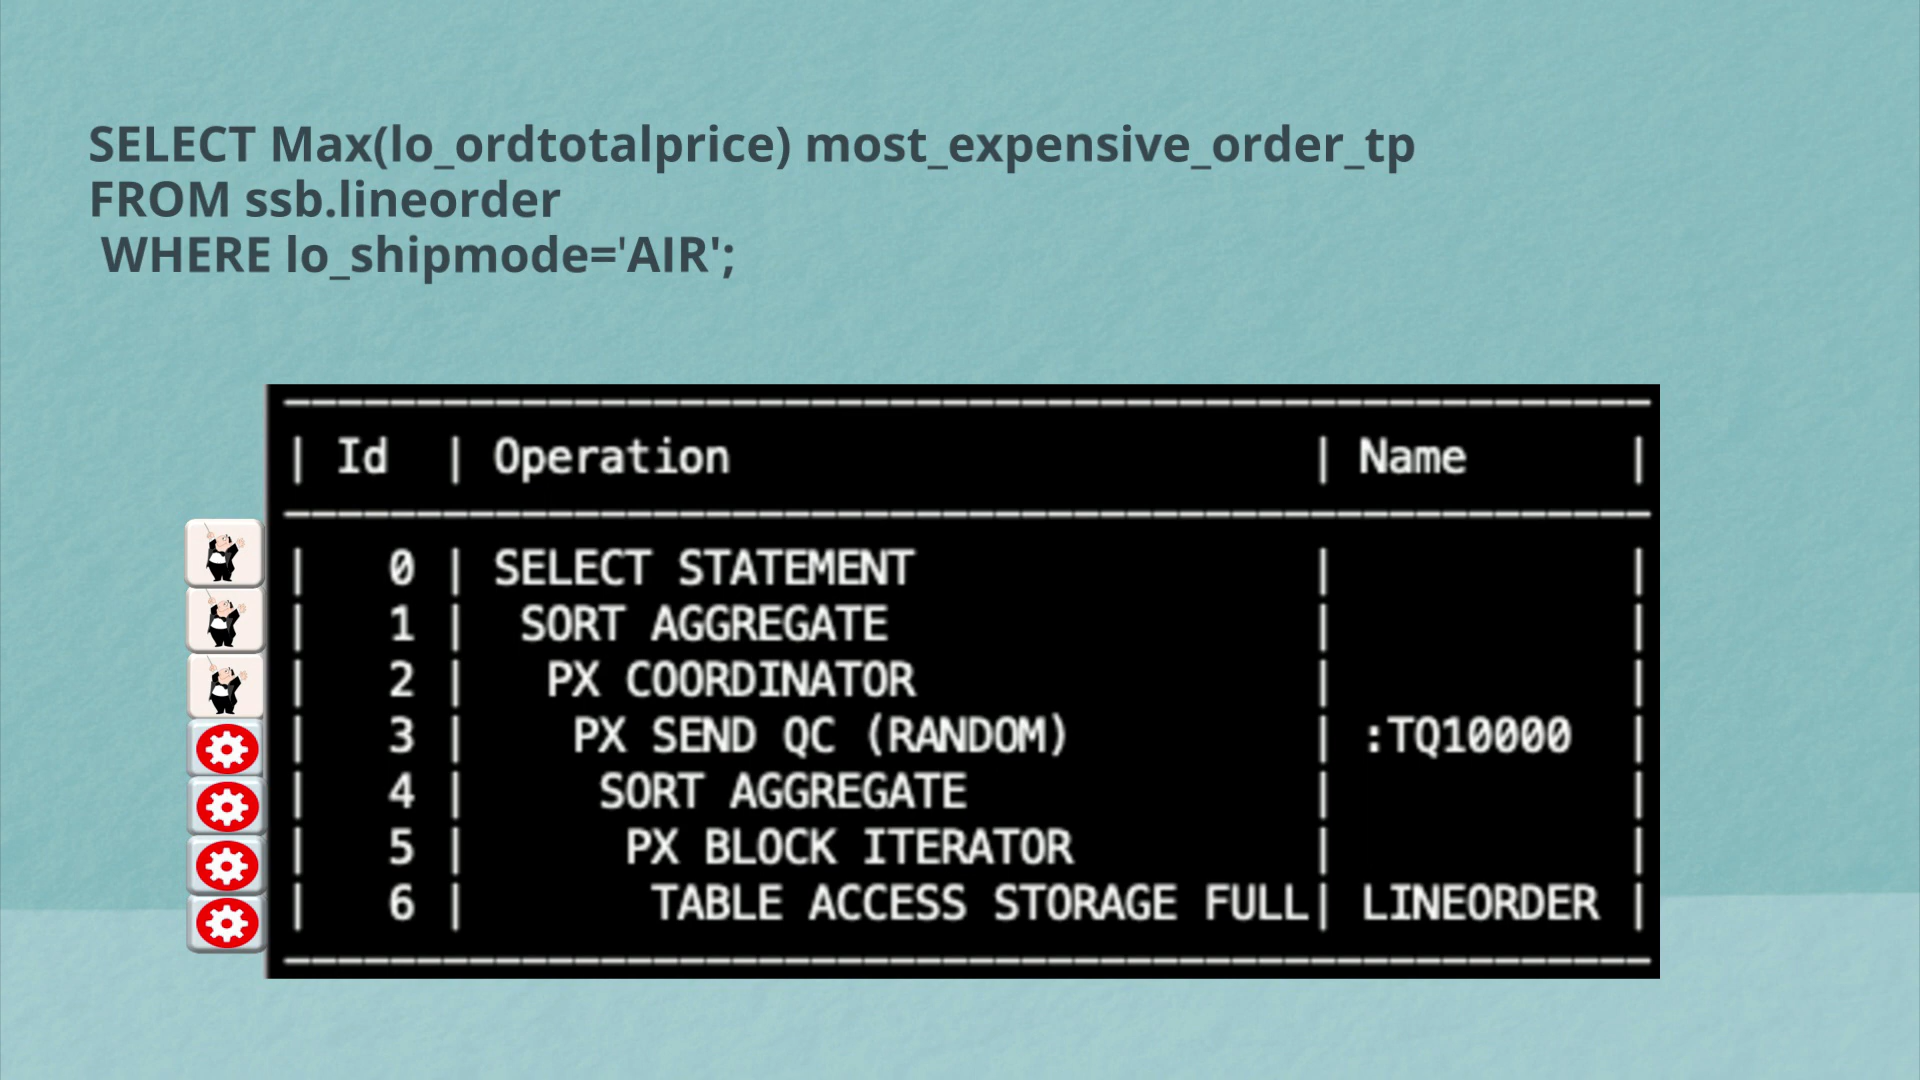 SELECT Max(lo_ordtotalprice) most_expensive_order_tp
FROM ssb.lineorder
WHERE lo_shipmode='AIR';
| Id | Operation | Name |
| 0 | SELECT STATEMENT | |
| 1 | SORT AGGREGATE | |
| 2 | PX COORDINATOR | |
| 3 | PX SEND QC (RANDOM) | :TQ10000 |
| 4 | SORT AGGREGATE | |
| 5 | PX BLOCK ITERATOR | |
| 6 | TABLE ACCESS STORAGE FULL| LINEORDER |